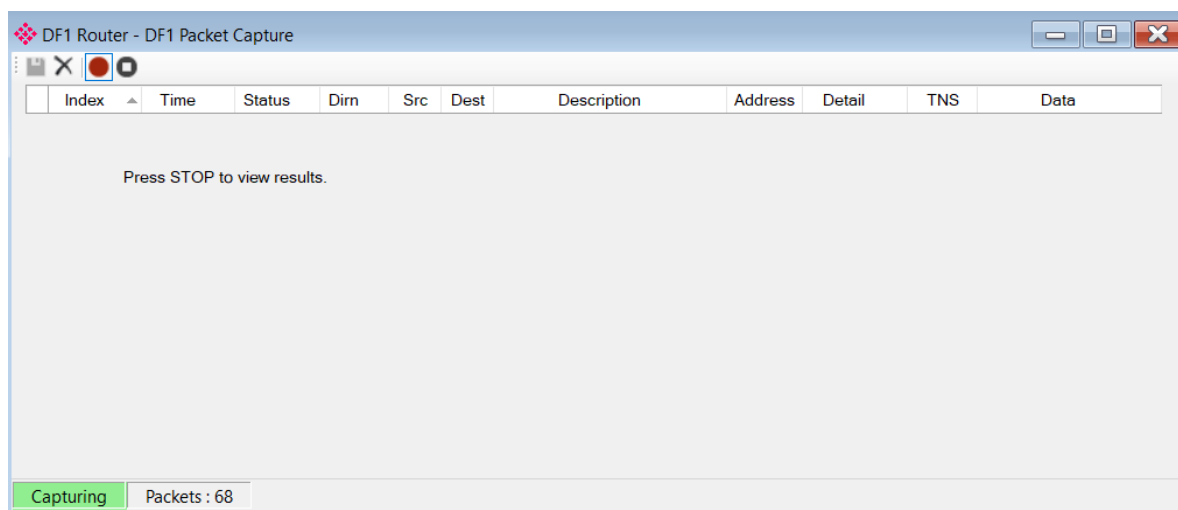 DF1 Router - DF1 Packet Capture
Index Time Status Dirn Src Dest Description Address Detail TNS Data
Press STOP to view results.
Capturing Packets : 68